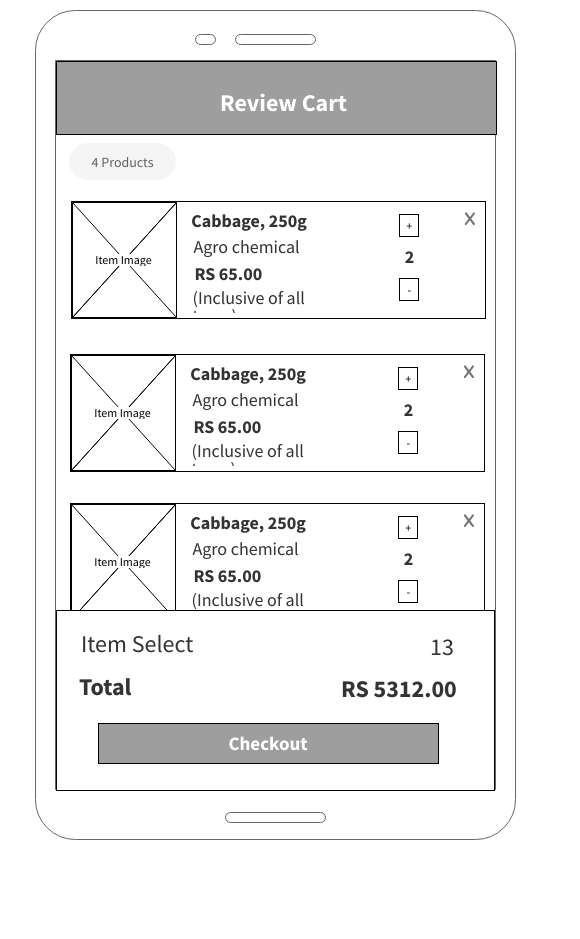 Review Cart
4 Products
Cabbage, 250g
Agro chemical
RS 65.00
(Inclusive of all
Item Image
+
2
-
X
Cabbage, 250g
Agro chemical
RS 65.00
(Inclusive of all
Item Image
+
2
-
X
Cabbage, 250g
Agro chemical
RS 65.00
(Inclusive of all
Item Image
+
2
-
X
Item Select 13
Total RS 5312.00
Checkout